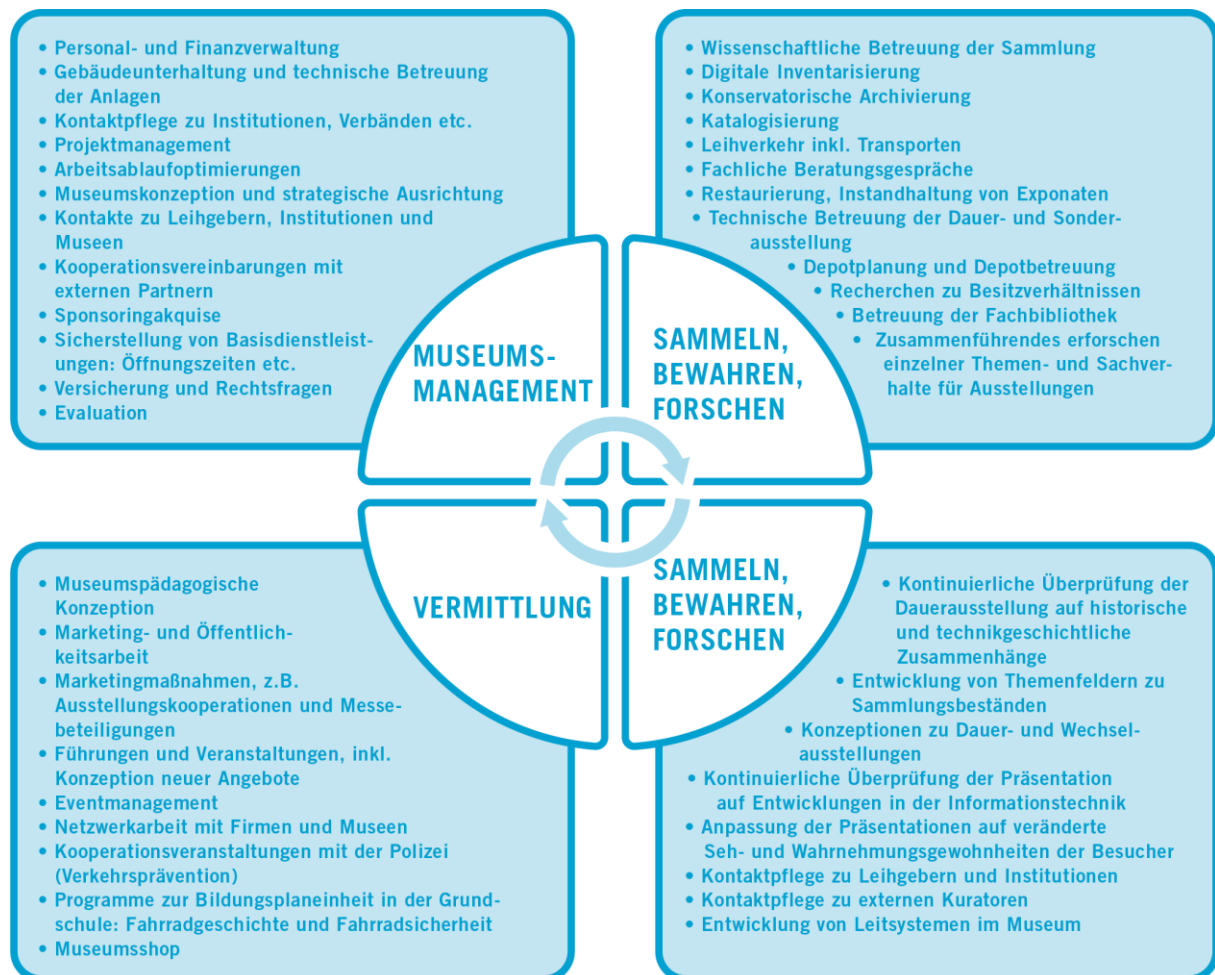 • Personal- und Finanzverwaltung
• Gebäudeunterhaltung und technische Betreuung
der Anlagen
• Kontaktpflege zu Institutionen, Verbänden etc.
• Projektmanagement
• Arbeitsablaufoptimierungen
• Museumskonzeption und strategische Ausrichtung
• Kontakte zu Leihgebern, Institutionen und
Museen
• Kooperationsvereinbarungen mit
externen Partnern
• Sponsoringakquise
• Sicherstellung von Basisdienstleist-
ungen: Öffnungszeiten etc.
• Versicherung und Rechtsfragen
• Evaluation
MUSEUMS-
MANAGEMENT
• Wissenschaftliche Betreuung der Sammlung
• Digitale Inventarisierung
• Konservatorische Archivierung
• Katalogisierung
• Leihverkehr inkl. Transporten
• Fachliche Beratungsgespräche
• Restaurierung, Instandhaltung von Exponaten
• Technische Betreuung der Dauer- und Sonder-
ausstellung
• Depotplanung und Depotbetreuung
• Recherchen zu Besitzverhältnissen
• Betreuung der Fachbibliothek
• Zusammenführendes erforschen
einzelner Themen- und Sachver-
halte für Ausstellungen
SAMMELN,
BEWAHREN,
FORSCHEN
• Museumspädagogische
Konzeption
• Marketing- und Öffentlich-
keitsarbeit
• Marketingmaßnahmen, z.B.
Ausstellungskooperationen und Messe-
beteiligungen
• Führungen und Veranstaltungen, inkl.
Konzeption neuer Angebote
• Eventmanagement
• Netzwerkarbeit mit Firmen und Museen
• Kooperationsveranstaltungen mit der Polizei
(Verkehrsprävention)
• Programme zur Bildungsplaneinheit in der Grund-
schule: Fahrradgeschichte und Fahrradsicherheit
• Museumsshop
VERMITTLUNG
SAMMELN,
BEWAHREN,
FORSCHEN
• Kontinuierliche Überprüfung der
Dauerausstellung auf historische
und technikgeschichtliche
Zusammenhänge
• Entwicklung von Themenfeldern zu
Sammlungsbeständen
• Konzeptionen zu Dauer- und Wechsel-
ausstellungen
• Kontinuierliche Überprüfung der Präsentation
auf Entwicklungen in der Informationstechnik
• Anpassung der Präsentationen auf veränderte
Seh- und Wahrnehmungsgewohnheiten der Besucher
• Kontaktpflege zu Leihgebern und Institutionen
• Kontaktpflege zu externen Kuratoren
• Entwicklung von Leitsystemen im Museum